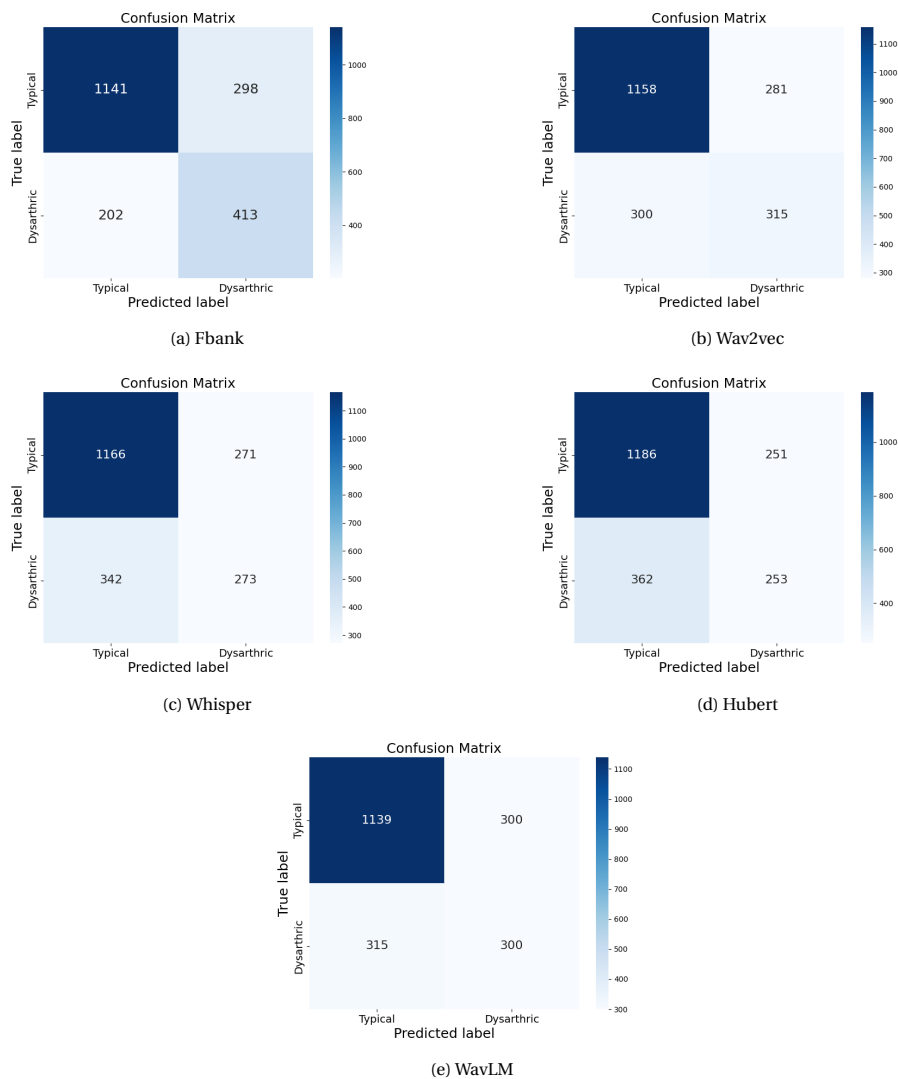 Confusion Matrix
Typical
1141
298
1000
800
True label
600
Dysarthric
202
413
400
Typical
Dysarthric
Predicted label
(a) Fbank
Confusion Matrix
1100
Typical
1158
281
1000
900
800
True label
700
600
Dysarthric
300
315
500
400
300
Typical
Dysarthric
Predicted label
(b) Wav2vec
Confusion Matrix
1100
Typical
1166
271
1000
900
800
True label
700
600
Dysarthric
342
273
500
400
300
Typical
Dysarthric
Predicted label
(c) Whisper
Confusion Matrix
Typical
1186
251
1000
800
True label
600
Dysarthric
362
253
400
Typical
Dysarthric
Predicted label
(d) Hubert
Confusion Matrix
1100
Typical
1139
300
1000
900
800
True label
700
600
Dysarthric
315
300
500
400
300
Typical
Dysarthric
Predicted label
(e) WavLM